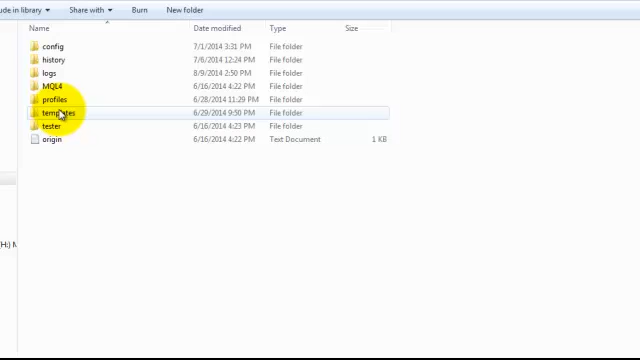 ude in library Share with Burn New folder
Name Date modified Type Size
config 7/1/2014 3:31 PM File folder
history 7/6/2014 12:24 PM File folder
logs 8/9/2014 2:50 PM File folder
MQL4 6/16/2014 4:22 PM File folder
profiles 6/28/2014 11:29 PM File folder
templates 6/29/2014 9:50 PM File folder
tester 6/16/2014 4:23 PM File folder
origin 6/16/2014 4:22 PM Text Document 1 KB
(H:) M